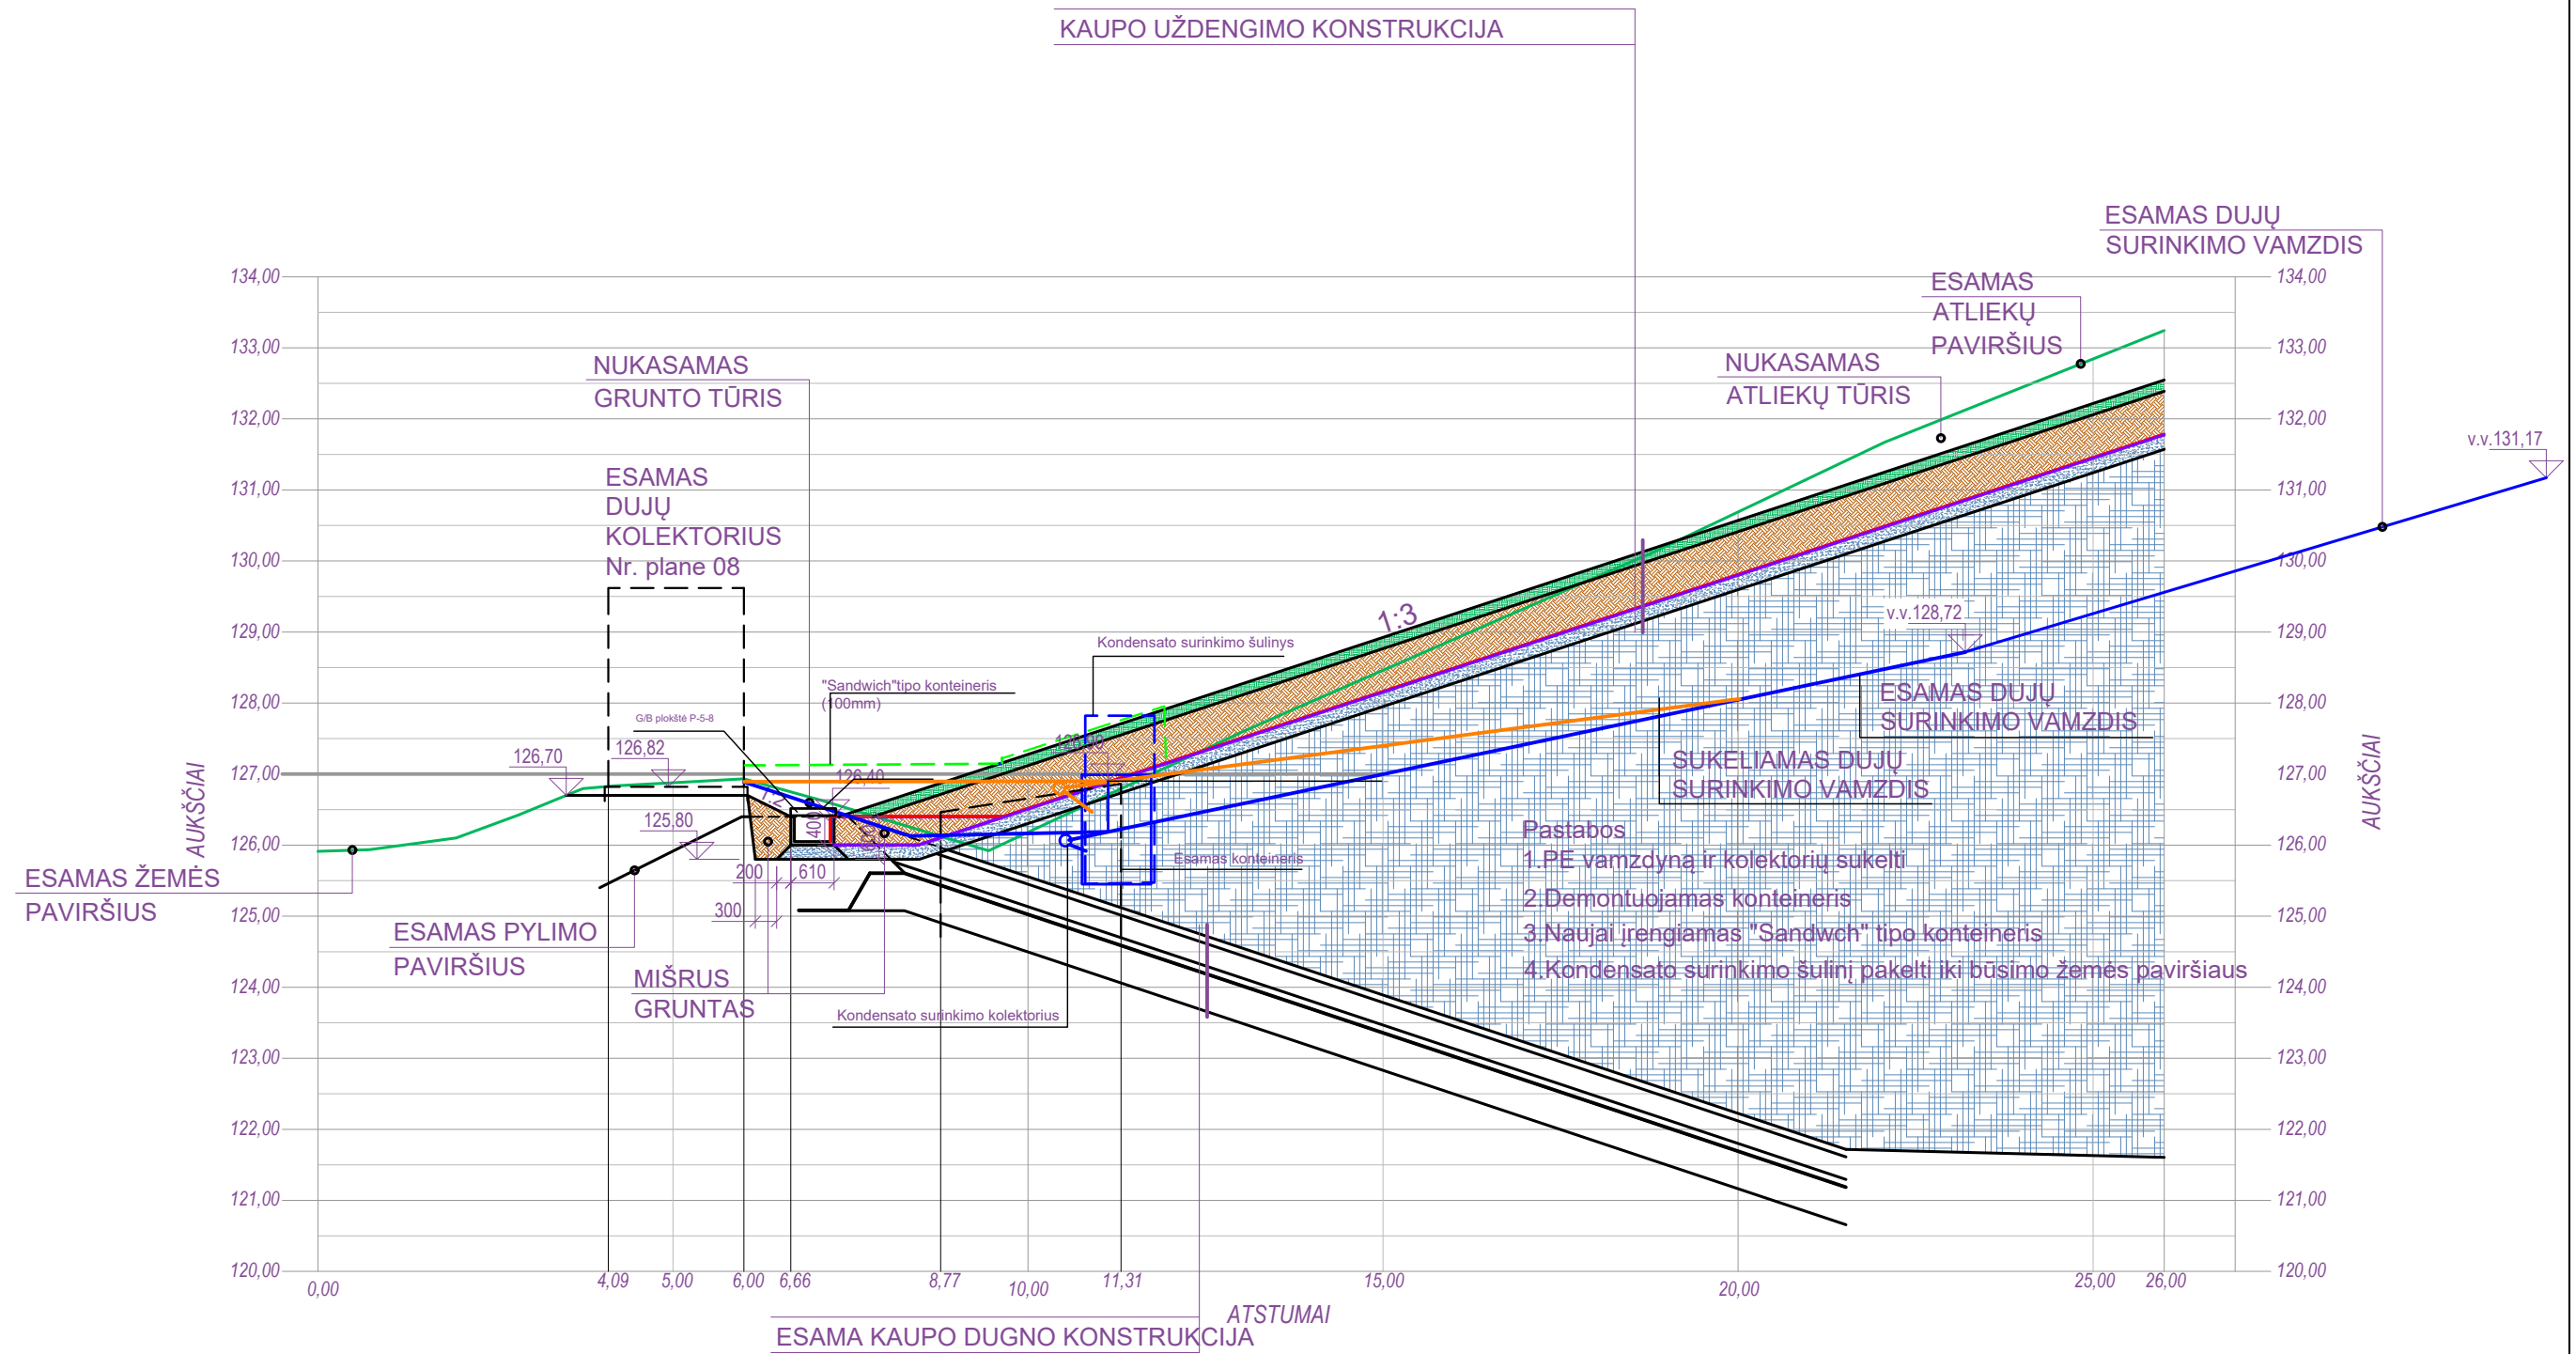 KAUPO UŽDENGIMO KONSTRUKCIJA
ESAMAS DUJŲ
SURINKIMO VAMZDIS
ESAMAS
ATLIEKŲ
PAVIRŠIUS
NUKASAMAS
ATLIEKŲ TŪRIS
v.v.131,17
NUKASAMAS
GRUNTO TŪRIS
ESAMAS
DUJŲ
KOLEKTORIUS
Nr. plane 08
134,00
133,00
132,00
131,00
130,00
129,00
128,00
127,00
126,00
125,00
124,00
123,00
122,00
121,00
120,00
AUKŠČIAI
1:3
Kondensato surinkimo šulinys
"Sandwich"tipo konteineris
(100mm)
G/B plokštė P-5-8
126,70
126,82
126,40
125,80
400
200
610
300
v.v.128,72
ESAMAS DUJŲ
SURINKIMO VAMZDIS
SUKELIAMAS DUJŲ
SURINKIMO VAMZDIS
Esamas konteineris
Pastabos
1.PE vamzdyną ir kolektorių sukelti
2.Demontuojamas konteineris
3.Naujai įrengiamas "Sandwch" tipo konteineris
4.Kondensato surinkimo šulinį pakelti iki būsimo žemės paviršiaus
ESAMAS ŽEMĖS
PAVIRŠIUS
ESAMAS PYLIMO
PAVIRŠIUS
MIŠRUS
GRUNTAS
Kondensato surinkimo kolektorius
134,00
133,00
132,00
131,00
130,00
129,00
128,00
127,00
126,00
125,00
124,00
123,00
122,00
121,00
120,00
AUKŠČIAI
0,00
4,09
5,00
6,00
6,66
8,77
10,00
11,31
15,00
20,00
25,00
26,00
ATSTUMAI
ESAMA KAUPO DUGNO KONSTRUKCIJA